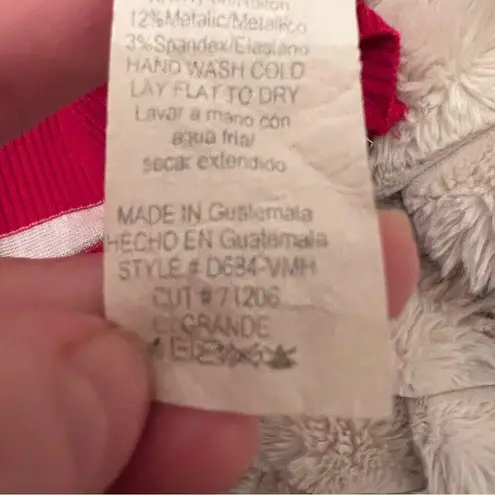 12%Metalic/Metalico
3%Spandex/Elastano
HAND WASH COLD
LAY FLAT TO DRY
Lavar a mano con
agua fria/
secar extendido
MADE IN Guatemala
HECHO EN Guatemala
STYLE # D634-VMH
CUT # 71206
L/GRANDE